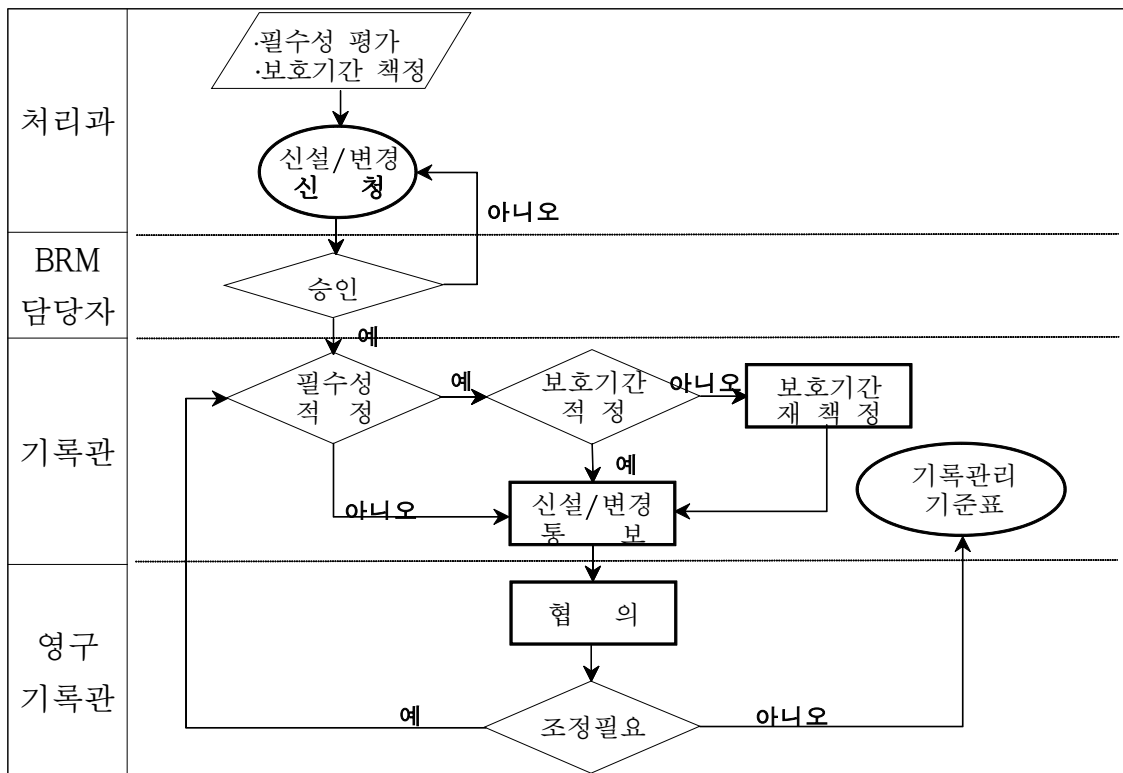 처리과
·필수성 평가
·보호기간 책정
신설/변경
신 청
아니오
BRM
담당자
승인
예
기록관
필수성
적 정
예
보호기간
적 정
아니오
보호기간
재 책 정
예
아니오
신설/변경
통 보
기록관리
기준표
영구
기록관
협 의
예
조정필요
아니오